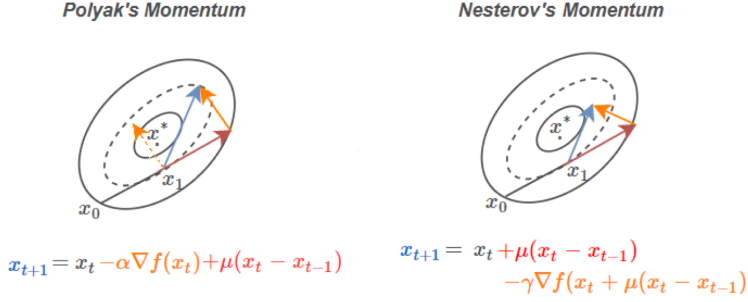 Polyak's Momentum
Nesterov's Momentum
x*
x₁
x₀
x*
x₁
x₀
xₜ₊₁ = xₜ −α∇f(xₜ)+μ(xₜ − xₜ₋₁)
xₜ₊₁ = xₜ +μ(xₜ − xₜ₋₁)
−γ∇f(xₜ + μ(xₜ − xₜ₋₁)